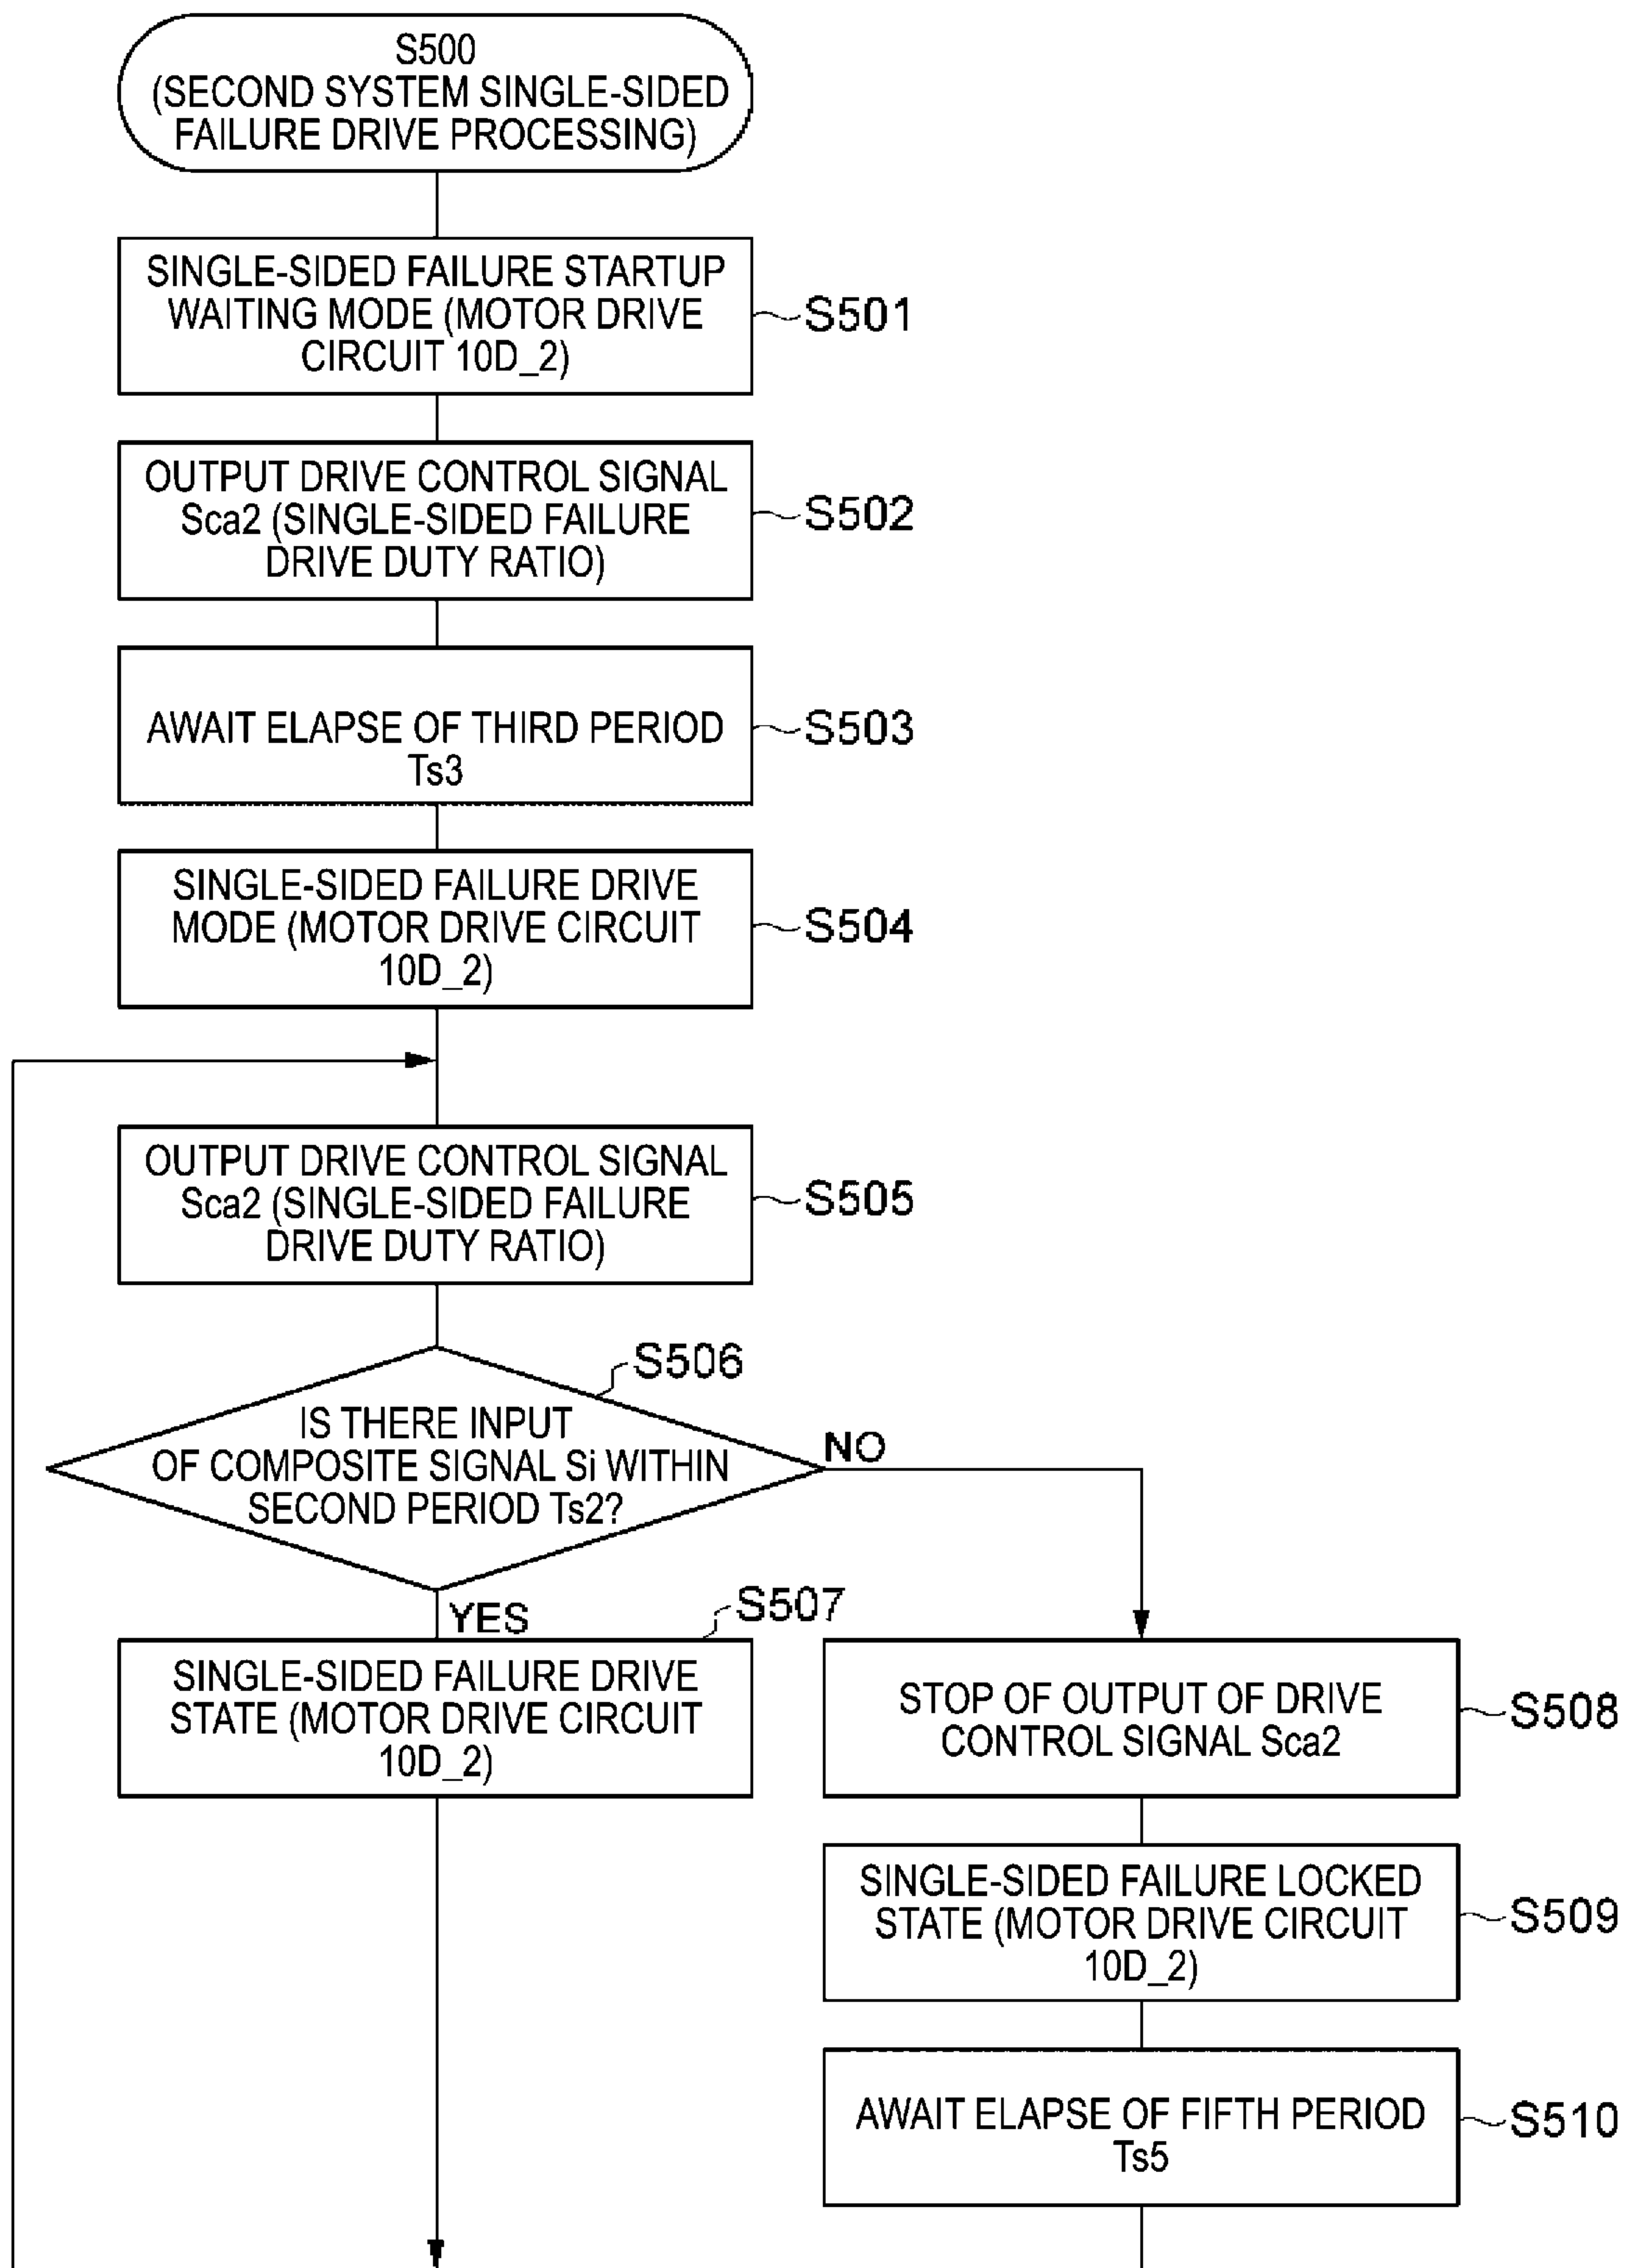 S500
(SECOND SYSTEM SINGLE-SIDED
FAILURE DRIVE PROCESSING)
SINGLE-SIDED FAILURE STARTUP
WAITING MODE (MOTOR DRIVE
CIRCUIT 10D_2)
S501
OUTPUT DRIVE CONTROL SIGNAL
Sca2 (SINGLE-SIDED FAILURE
DRIVE DUTY RATIO)
S502
AWAIT ELAPSE OF THIRD PERIOD
Ts3
S503
SINGLE-SIDED FAILURE DRIVE
MODE (MOTOR DRIVE CIRCUIT
10D_2)
S504
OUTPUT DRIVE CONTROL SIGNAL
Sca2 (SINGLE-SIDED FAILURE
DRIVE DUTY RATIO)
S505
S506
IS THERE INPUT
OF COMPOSITE SIGNAL Si WITHIN
SECOND PERIOD Ts2?
NO
YES
S507
SINGLE-SIDED FAILURE DRIVE
STATE (MOTOR DRIVE CIRCUIT
10D_2)
STOP OF OUTPUT OF DRIVE
CONTROL SIGNAL Sca2
S508
SINGLE-SIDED FAILURE LOCKED
STATE (MOTOR DRIVE CIRCUIT
10D_2)
S509
AWAIT ELAPSE OF FIFTH PERIOD
Ts5
S510